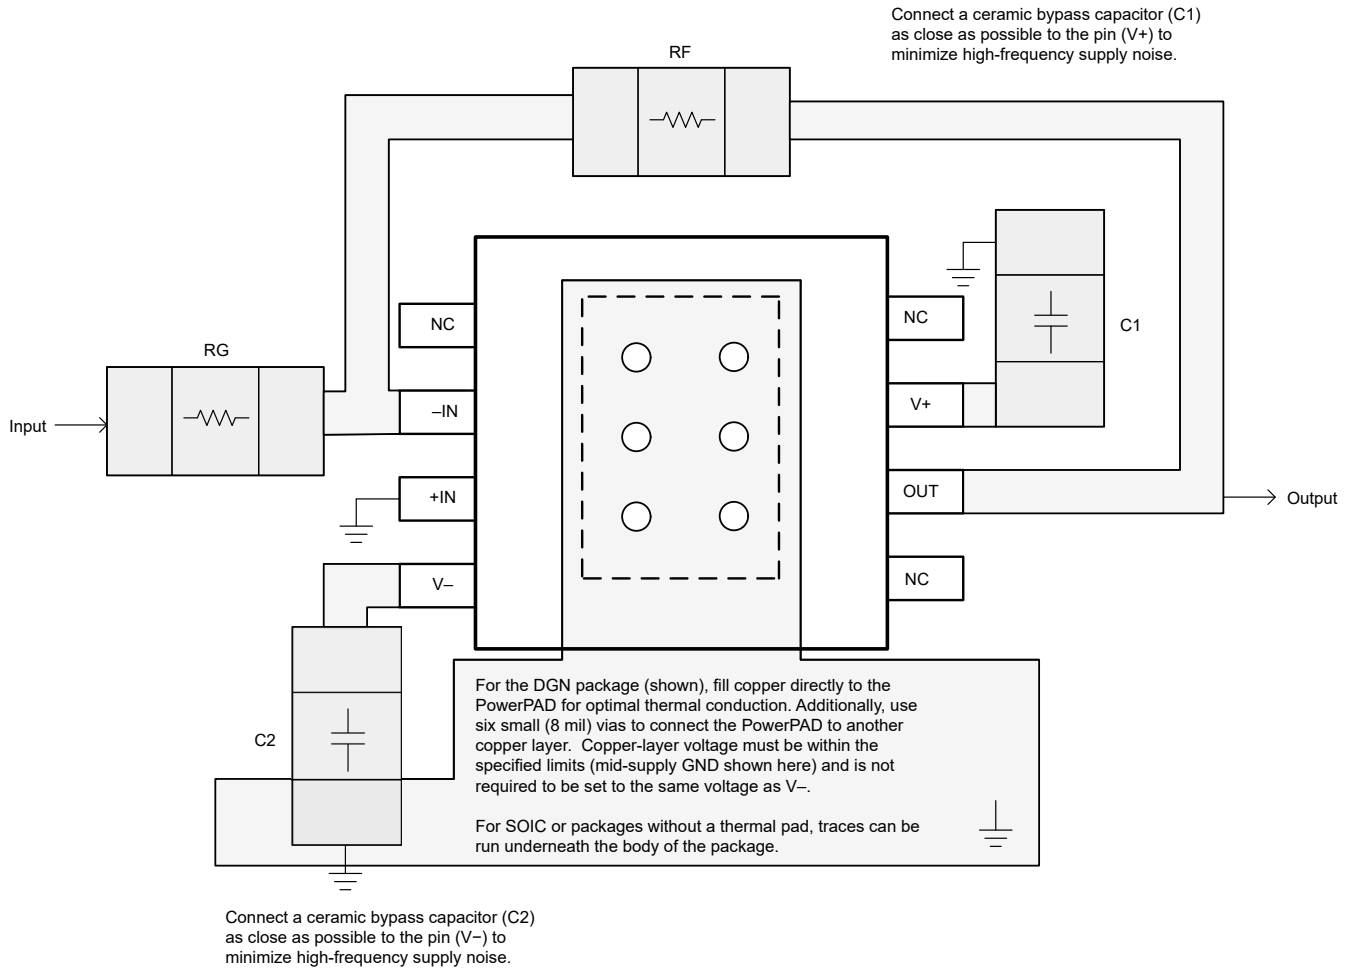 Connect a ceramic bypass capacitor (C1)
as close as possible to the pin (V+) to
minimize high-frequency supply noise.
RF
NC
NC
C1
RG
–IN
V+
Input
+IN
OUT
Output
V–
NC
C2
For the DGN package (shown), fill copper directly to the
PowerPAD for optimal thermal conduction. Additionally, use
six small (8 mil) vias to connect the PowerPAD to another
copper layer.  Copper-layer voltage must be within the
specified limits (mid-supply GND shown here) and is not
required to be set to the same voltage as V–.
For SOIC or packages without a thermal pad, traces can be
run underneath the body of the package.
Connect a ceramic bypass capacitor (C2)
as close as possible to the pin (V−) to
minimize high-frequency supply noise.